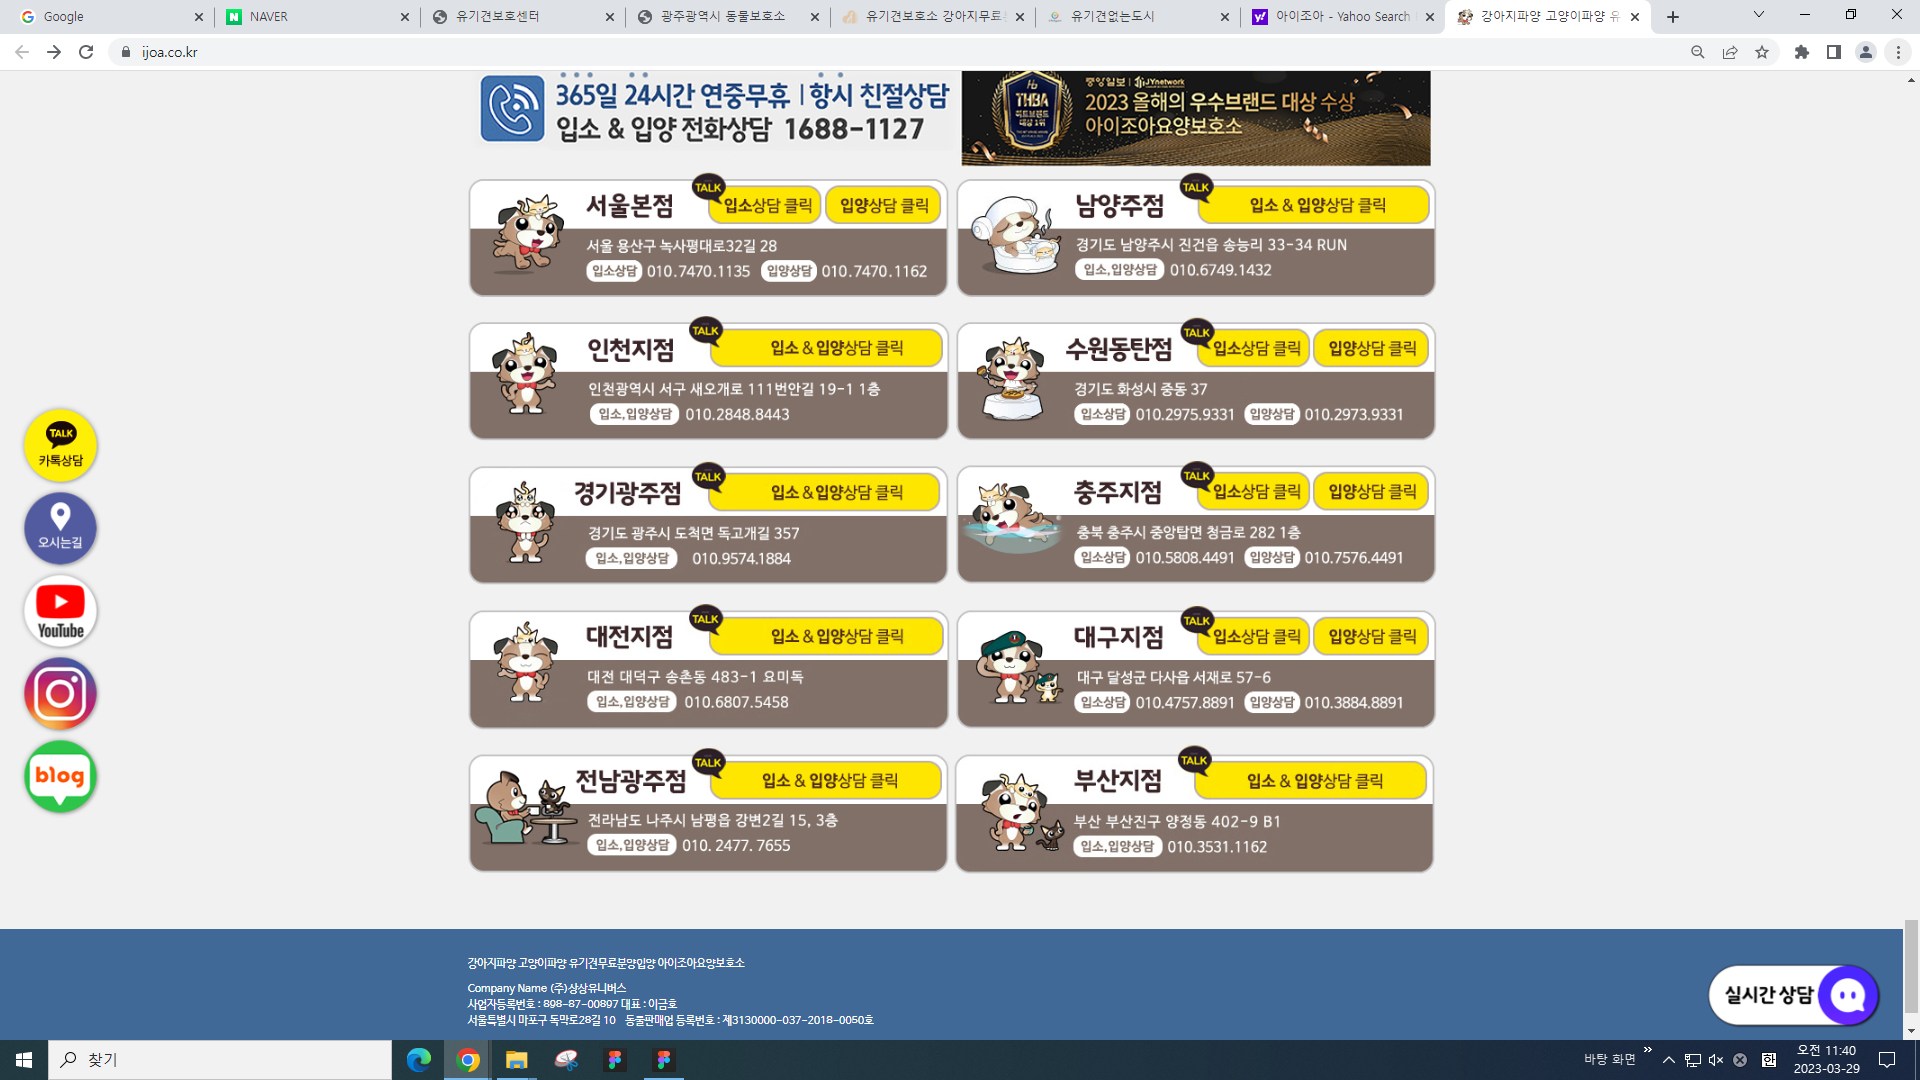 Google
NAVER
유기견보호센터
광주광역시 동물보호소
유기견보호소 강아지무료
유기견없는도시
아이조아 - Yahoo Search
강아지파양 고양이파양 유
ijoa.co.kr
365일 24시간 연중무휴 | 항시 친절상담
입소 & 입양 전화상담 1688-1127
THBA
중앙일보 | JYnetwork
2023 올해의 우수브랜드 대상 수상
아이조아요양보호소
서울본점
TALK
입소상담 클릭
입양상담 클릭
서울 용산구 녹사평대로32길 28
입소상담 010.7470.1135 입양상담 010.7470.1162
남양주점
TALK
입소 & 입양상담 클릭
경기도 남양주시 진건읍 송능리 33-34 RUN
입소,입양상담 010.6749.1432
인천지점
TALK
입소 & 입양상담 클릭
인천광역시 서구 새오개로 111번안길 19-1 1층
입소,입양상담 010.2848.8443
수원동탄점
TALK
입소상담 클릭
입양상담 클릭
경기도 화성시 중동 37
입소상담 010.2975.9331 입양상담 010.2973.9331
경기광주점
TALK
입소 & 입양상담 클릭
경기도 광주시 도척면 독고개길 357
입소,입양상담 010.9574.1884
충주지점
TALK
입소상담 클릭
입양상담 클릭
충북 충주시 중앙탑면 청금로 282 1층
입소상담 010.5808.4491 입양상담 010.7576.4491
대전지점
TALK
입소 & 입양상담 클릭
대전 대덕구 송촌동 483-1 요미독
입소,입양상담 010.6807.5458
대구지점
TALK
입소상담 클릭
입양상담 클릭
대구 달성군 다사읍 서재로 57-6
입소상담 010.4757.8891 입양상담 010.3884.8891
전남광주점
TALK
입소 & 입양상담 클릭
전라남도 나주시 남평읍 강변2길 15, 3층
입소,입양상담 010. 2477. 7655
부산지점
TALK
입소 & 입양상담 클릭
부산 부산진구 양정동 402-9 B1
입소,입양상담 010.3531.1162
TALK
카톡상담
오시는길
YouTube
blog
강아지파양 고양이파양 유기견무료분양입양 아이조아요양보호소
Company Name (주)상상유니버스
사업자등록번호 : 898-87-00897 대표 : 이금호
서울특별시 마포구 독막로28길 10 동물판매업 등록번호 : 제3130000-037-2018-0050호
실시간 상담
찾기
바탕 화면
한
오전 11:40
2023-03-29